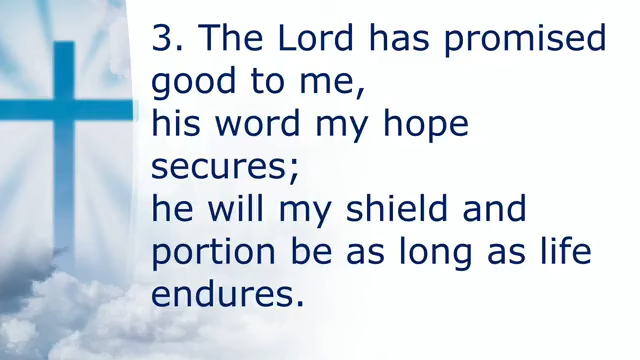 3. The Lord has promised
good to me,
his word my hope
secures;
he will my shield and
portion be as long as life
endures.